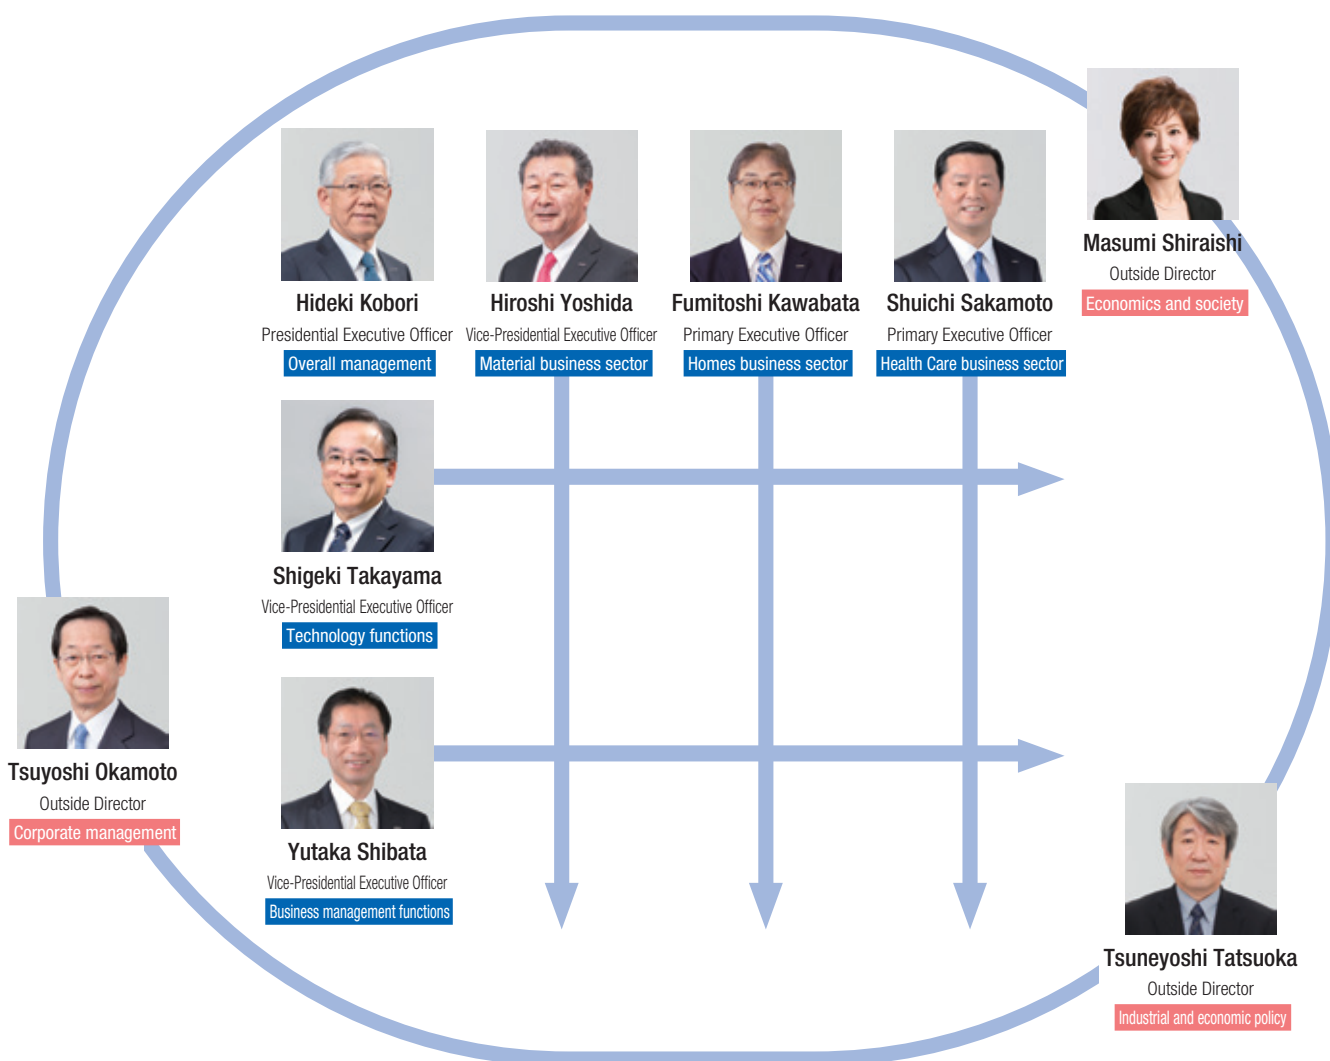 Hideki Kobori
Presidential Executive Officer
Overall management
Hiroshi Yoshida
Vice-Presidential Executive Officer
Material business sector
Fumitoshi Kawabata
Primary Executive Officer
Homes business sector
Shuichi Sakamoto
Primary Executive Officer
Health Care business sector
Masumi Shiraishi
Outside Director
Economics and society
Shigeki Takayama
Vice-Presidential Executive Officer
Technology functions
Tsuyoshi Okamoto
Outside Director
Corporate management
Yutaka Shibata
Vice-Presidential Executive Officer
Business management functions
Tsuneyoshi Tatsuoka
Outside Director
Industrial and economic policy